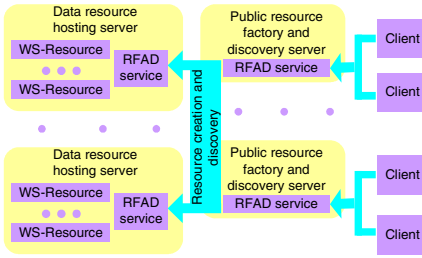 Data resource
hosting server
WS-Resource
WS-Resource
RFAD
service
Public resource
factory and
discovery server
RFAD service
Client
Client
Resource creation and
discovery
Data resource
hosting server
WS-Resource
WS-Resource
RFAD
service
Public resource
factory and
discovery server
RFAD service
Client
Client